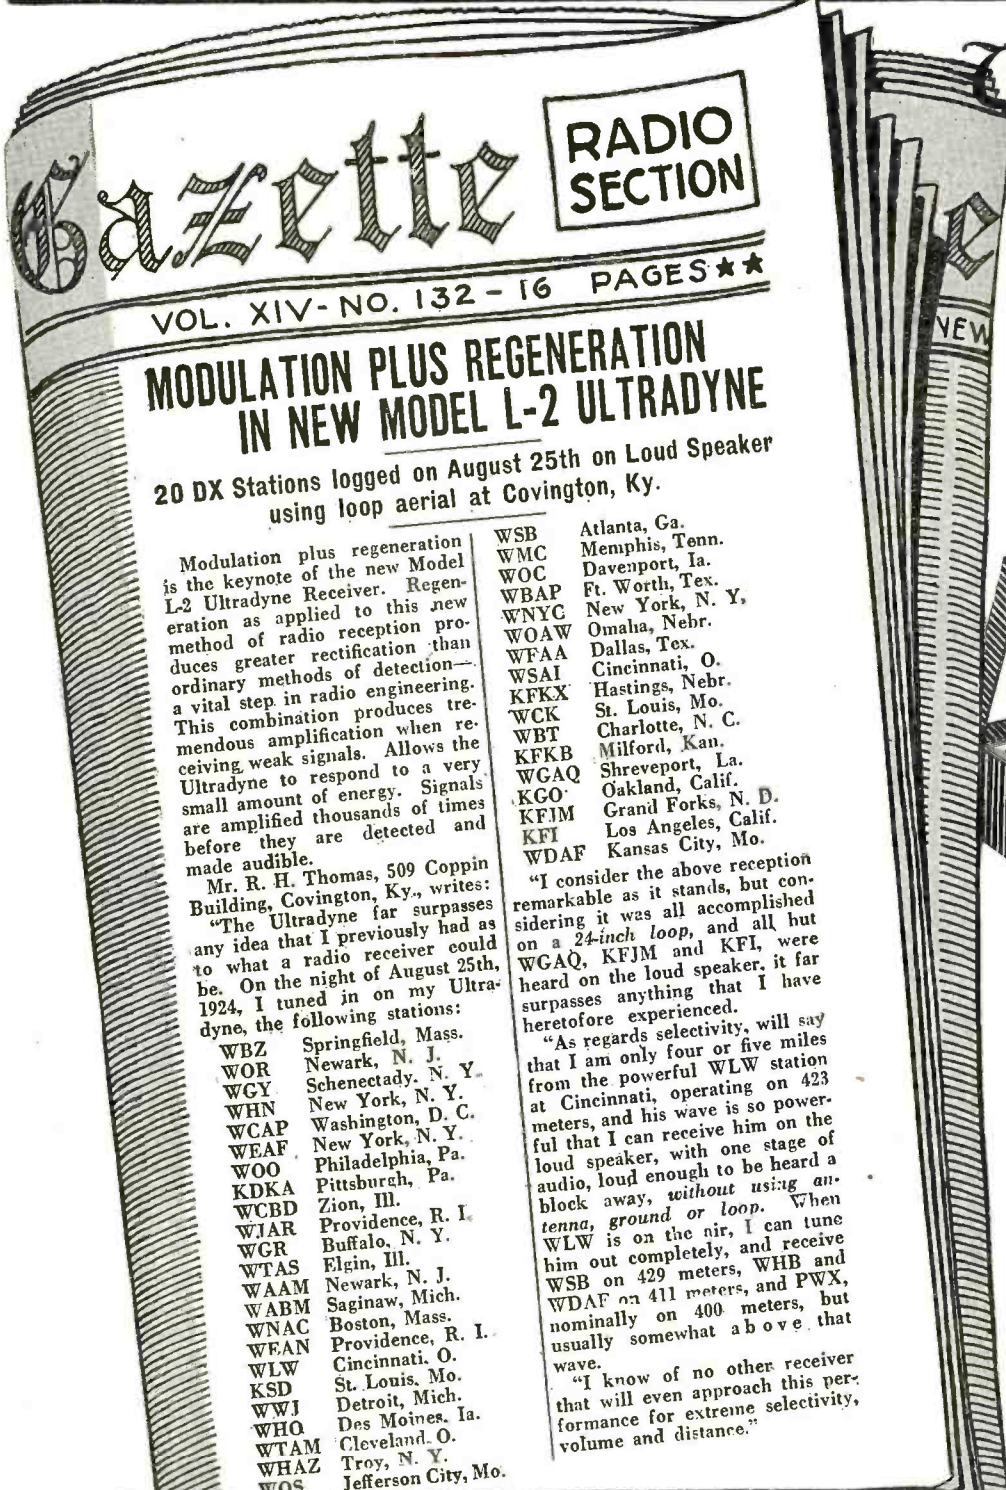 Gazette
RADIO
SECTION
VOL. XIV - NO. 132 - 16 PAGES ★★
MODULATION PLUS REGENERATION
IN NEW MODEL L-2 ULTRADYNE
20 DX Stations logged on August 25th on Loud Speaker
using loop aerial at Covington, Ky.
Modulation plus regeneration
is the keynote of the new Model
L-2 Ultradyne Receiver. Regen-
eration as applied to this new
method of radio reception pro-
duces greater rectification than
ordinary methods of detection—
a vital step in radio engineering.
This combination produces tre-
mendous amplification when re-
ceiving weak signals. Allows the
Ultradyne to respond to a very
small amount of energy. Signals
are amplified thousands of times
before they are detected and
made audible.
Mr. R. H. Thomas, 509 Coppin
Building, Covington, Ky., writes:
"The Ultradyne far surpasses
any idea that I previously had as
to what a radio receiver could
be. On the night of August 25th,
1924, I tuned in on my Ultra-
dyne, the following stations:
WBZ Springfield, Mass.
WOR Newark, N. J.
WGY Schenectady. N. Y.
WHN New York, N. Y.
WCAP Washington, D. C.
WEAF New York, N. Y.
WOO Philadelphia, Pa.
KDKA Pittsburgh, Pa.
WCBD Zion, Ill.
WJAR Providence, R. I.
WGR Buffalo, N. Y.
WTAS Elgin, Ill.
WAAM Newark, N. J.
WABM Saginaw, Mich.
WNAC Boston, Mass.
WEAN Providence, R. I.
WLW Cincinnati. O.
KSD St. Louis, Mo.
WWJ Detroit, Mich.
WHO Des Moines. Ia.
WTAM Cleveland. O.
WHAZ Troy, N. Y.
WOS Jefferson City, Mo.
WSB Atlanta, Ga.
WMC Memphis, Tenn.
WOC Davenport, Ia.
WBAP Ft. Worth, Tex.
WNYC New York, N. Y,
WOAW Omaha, Nebr.
WFAA Dallas, Tex.
WSAI Cincinnati, O.
KFKX Hastings, Nebr.
WCK St. Louis, Mo.
WBT Charlotte, N. C.
KFKB Milford, Kan.
WGAQ Shreveport, La.
KGO Oakland, Calif.
KFJM Grand Forks, N. D.
KFI Los Angeles, Calif.
WDAF Kansas City, Mo.
"I consider the above reception
remarkable as it stands, but con-
sidering it was all accomplished
on a 24-inch loop, and all but
WGAQ, KFJM and KFI, were
heard on the loud speaker. it far
surpasses anything that I have
heretofore experienced.
"As regards selectivity, will say
that I am only four or five miles
from the powerful WLW station
at Cincinnati, operating on 423
meters, and his wave is so power-
ful that I can receive him on the
loud speaker, with one stage of
audio, loud enough to be heard a
block away, without using an-
tenna, ground or loop. When
WLW is on the air, I can tune
him out completely, and receive
WSB on 429 meters, WHB and
WDAF on 411 meters, and PWX,
nominally on 400 meters, but
usually somewhat above that
wave.
"I know of no other receiver
that will even approach this per-
formance for extreme selectivity,
volume and distance."